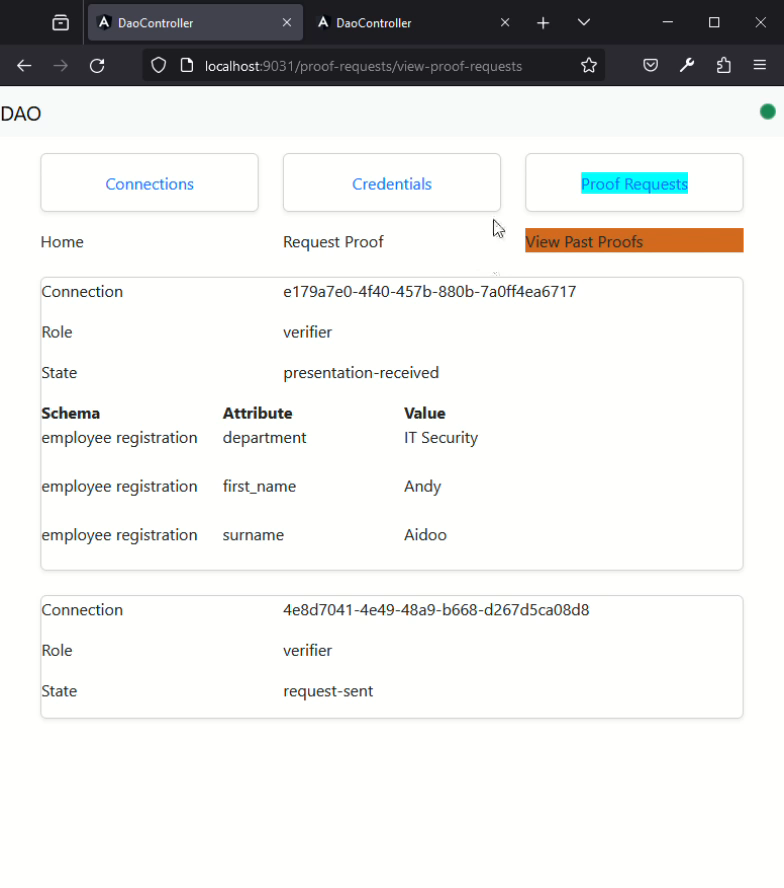 DaoController DaoController
localhost:9031/proof-requests/view-proof-requests
DAO
Connections Credentials Proof Requests
Home Request Proof View Past Proofs
Connection e179a7e0-4f40-457b-880b-7a0ff4ea6717
Role verifier
State presentation-received
Schema Attribute Value
employee registration department IT Security
employee registration first_name Andy
employee registration surname Aidoo
Connection 4e8d7041-4e49-48a9-b668-d267d5ca08d8
Role verifier
State request-sent